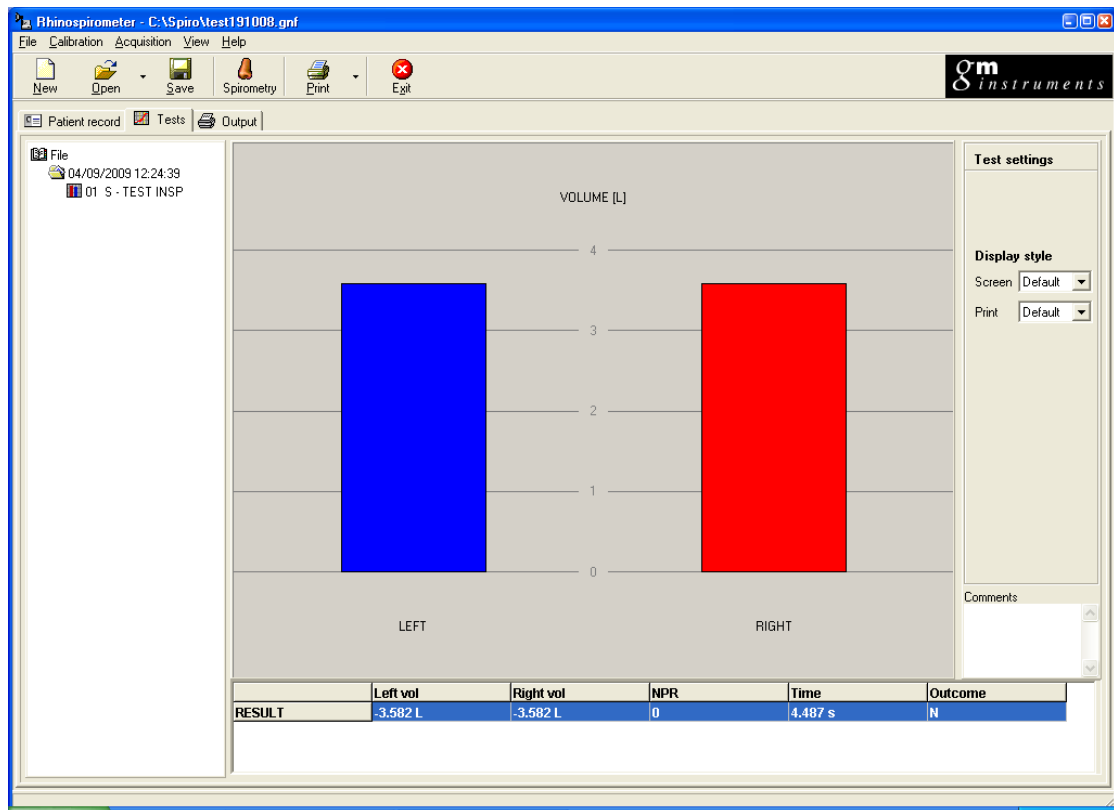 Rhinospirometer - C:\Spiro\test191008.gnf
File Calibration Acquisition View Help
New Open Save Spirometry Print Exit
gm instruments
Patient record Tests Output
File
04/09/2009 12:24:39
01 S - TEST INSP
VOLUME [L]
4
3
2
1
0
LEFT RIGHT
Test settings
Display style
Screen Default
Print Default
Comments
Left vol Right vol NPR Time Outcome
RESULT -3.582 L -3.582 L 0 4.487 s N